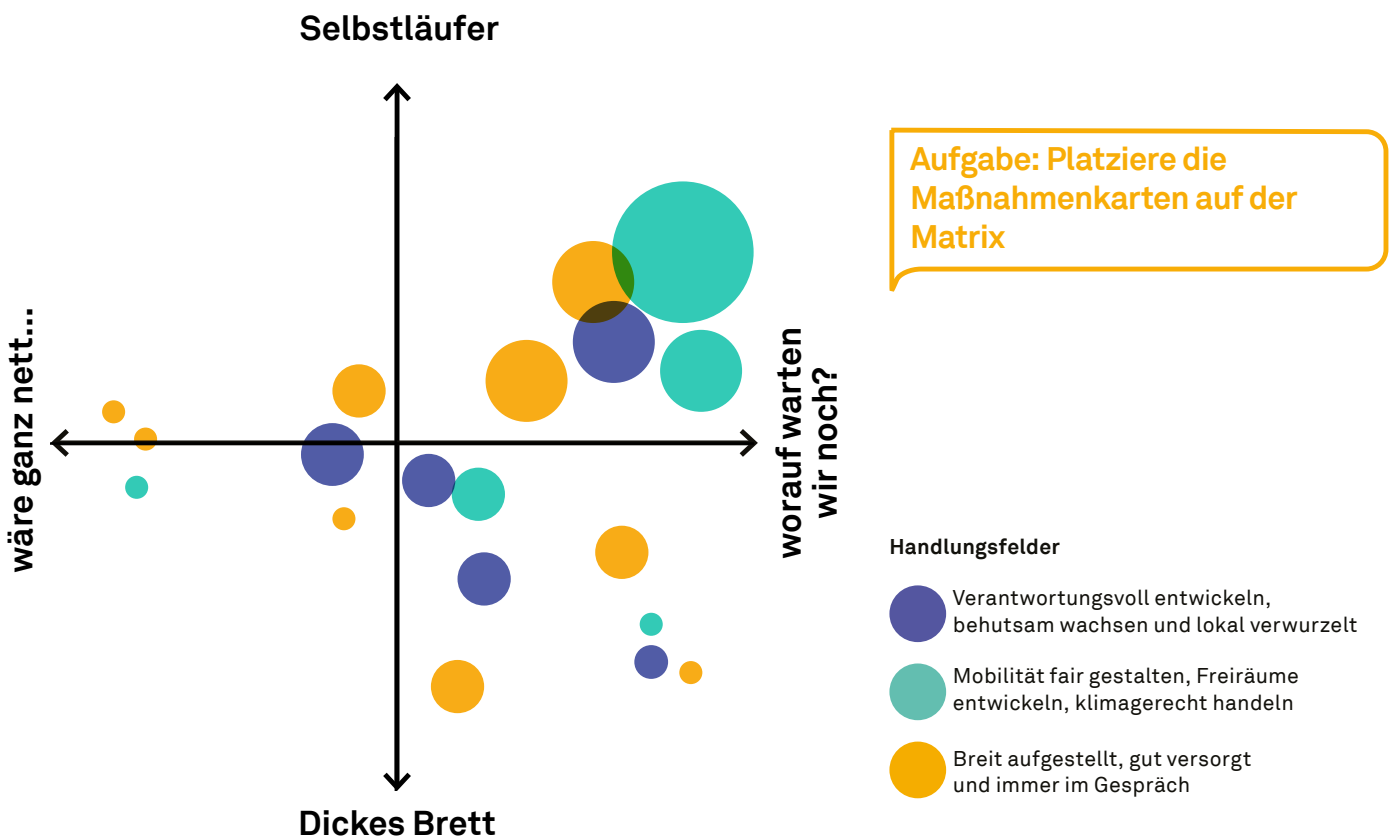 Selbstläufer
Aufgabe: Platziere die
Maßnahmenkarten auf der
Matrix
wäre ganz nett...
worauf warten
wir noch?
Dickes Brett
Handlungsfelder
Verantwortungsvoll entwickeln,
behutsam wachsen und lokal verwurzelt
Mobilität fair gestalten, Freiräume
entwickeln, klimagerecht handeln
Breit aufgestellt, gut versorgt
und immer im Gespräch